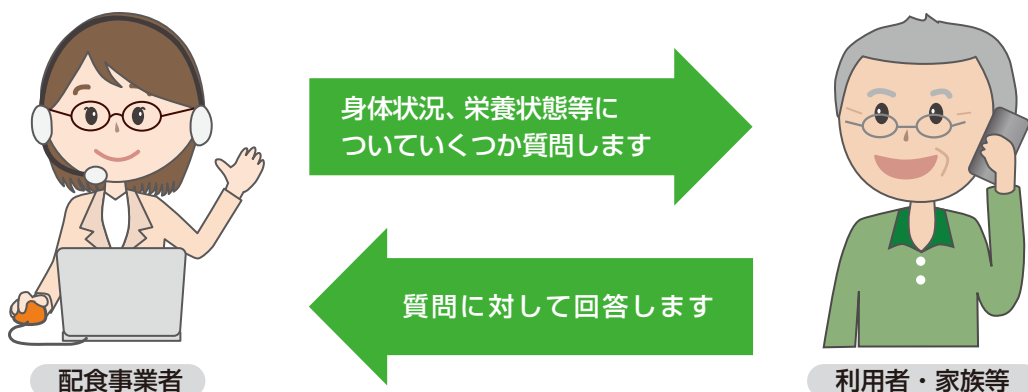 身体状況、栄養状態等に
ついていくつか質問します
質問に対して回答します
配食事業者
利用者・家族等